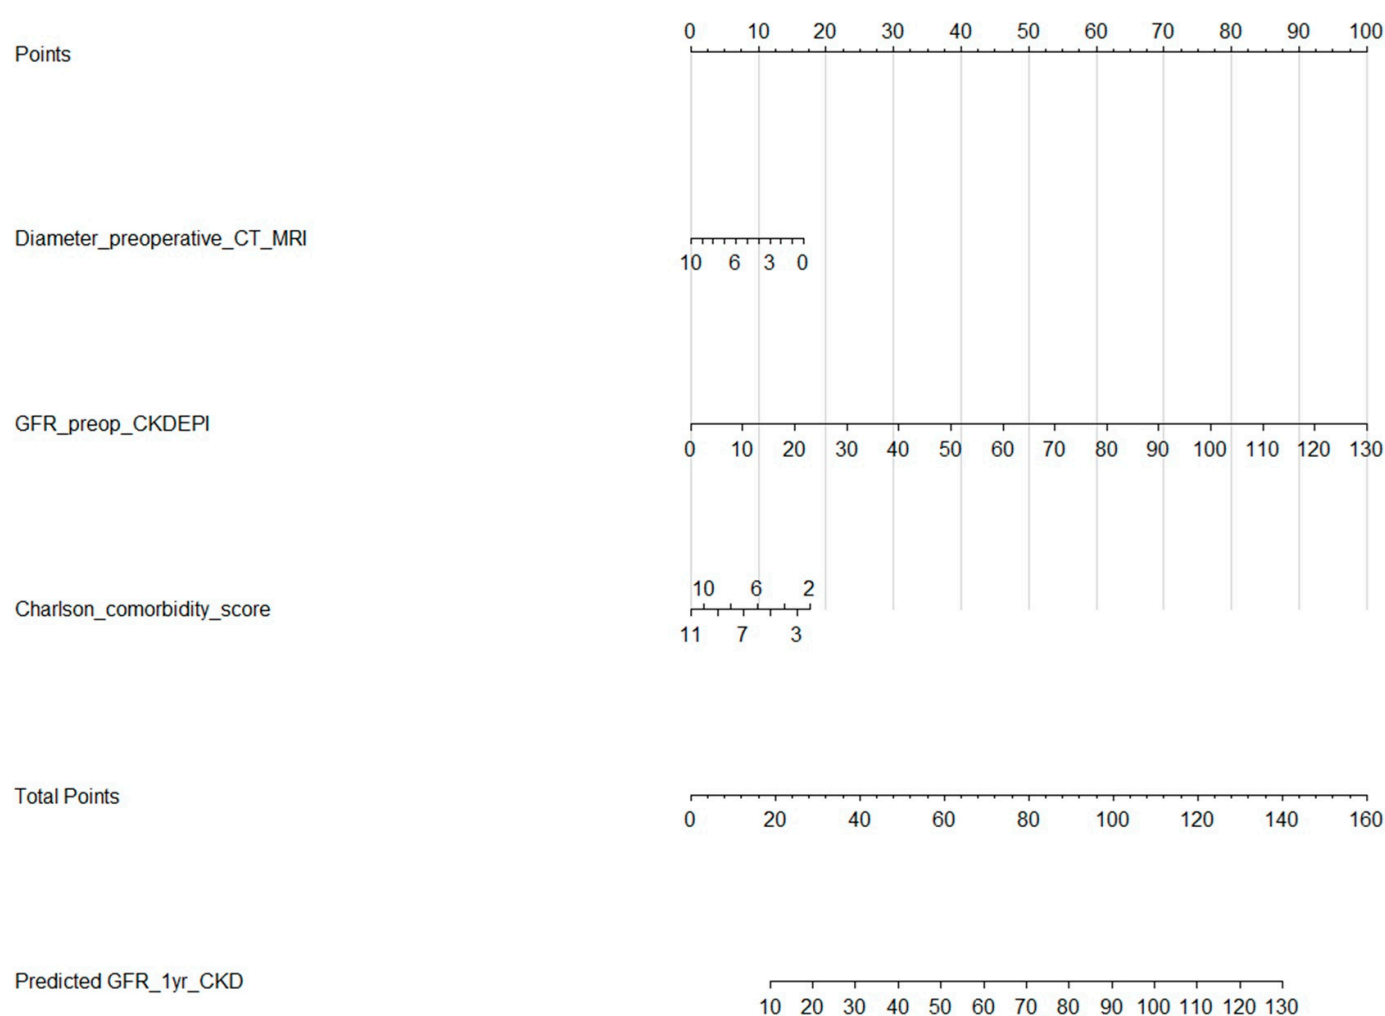 0 10 20 30 40 50 60 70 80 90 100
Points
Diameter_preoperative_CT_MRI
10 6 3 0
GFR_preop_CKDEPI
0 10 20 30 40 50 60 70 80 90 100 110 120 130
10 6 2
Charlson_comorbidity_score
11 7 3
Total Points
0 20 40 60 80 100 120 140 160
Predicted GFR_1yr_CKD
10 20 30 40 50 60 70 80 90 100 110 120 130